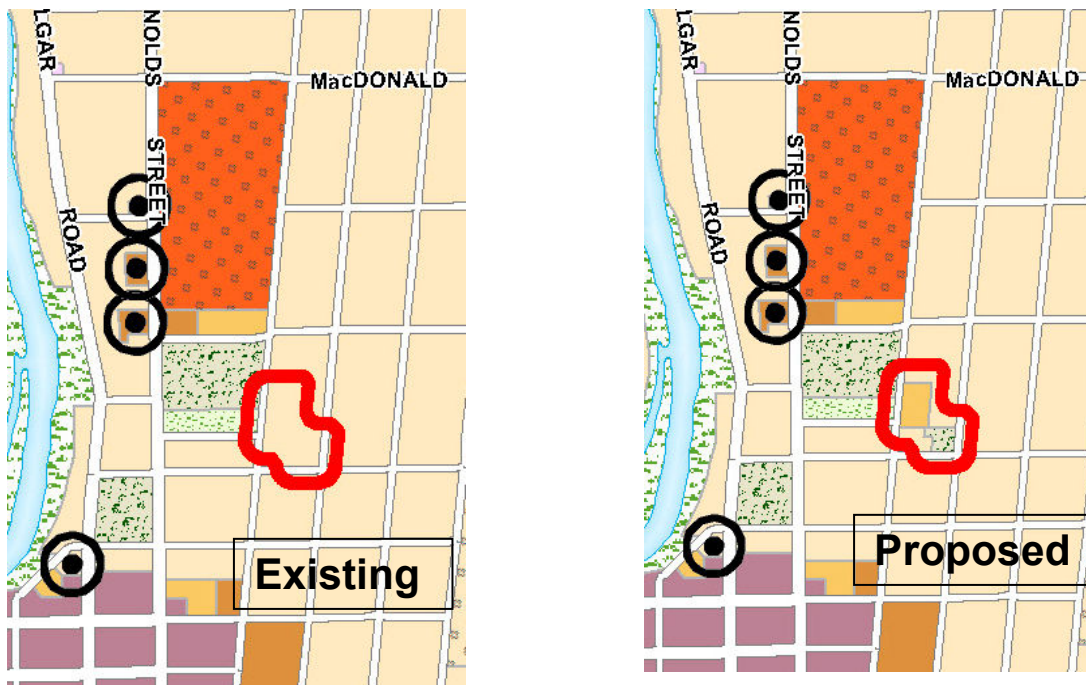 LGAR
NOLDS
MacDONALD
STREET
ROAD
Existing
LGAR
NOLDS
MacDONALD
STREET
ROAD
Proposed